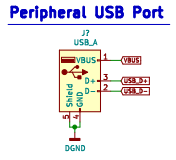 Peripheral USB Port
J?
USB_A
VBUS 1 VBUS
D+ 3 USB_D+
D- 2 USB_D-
Shield GND
5 4
DGND